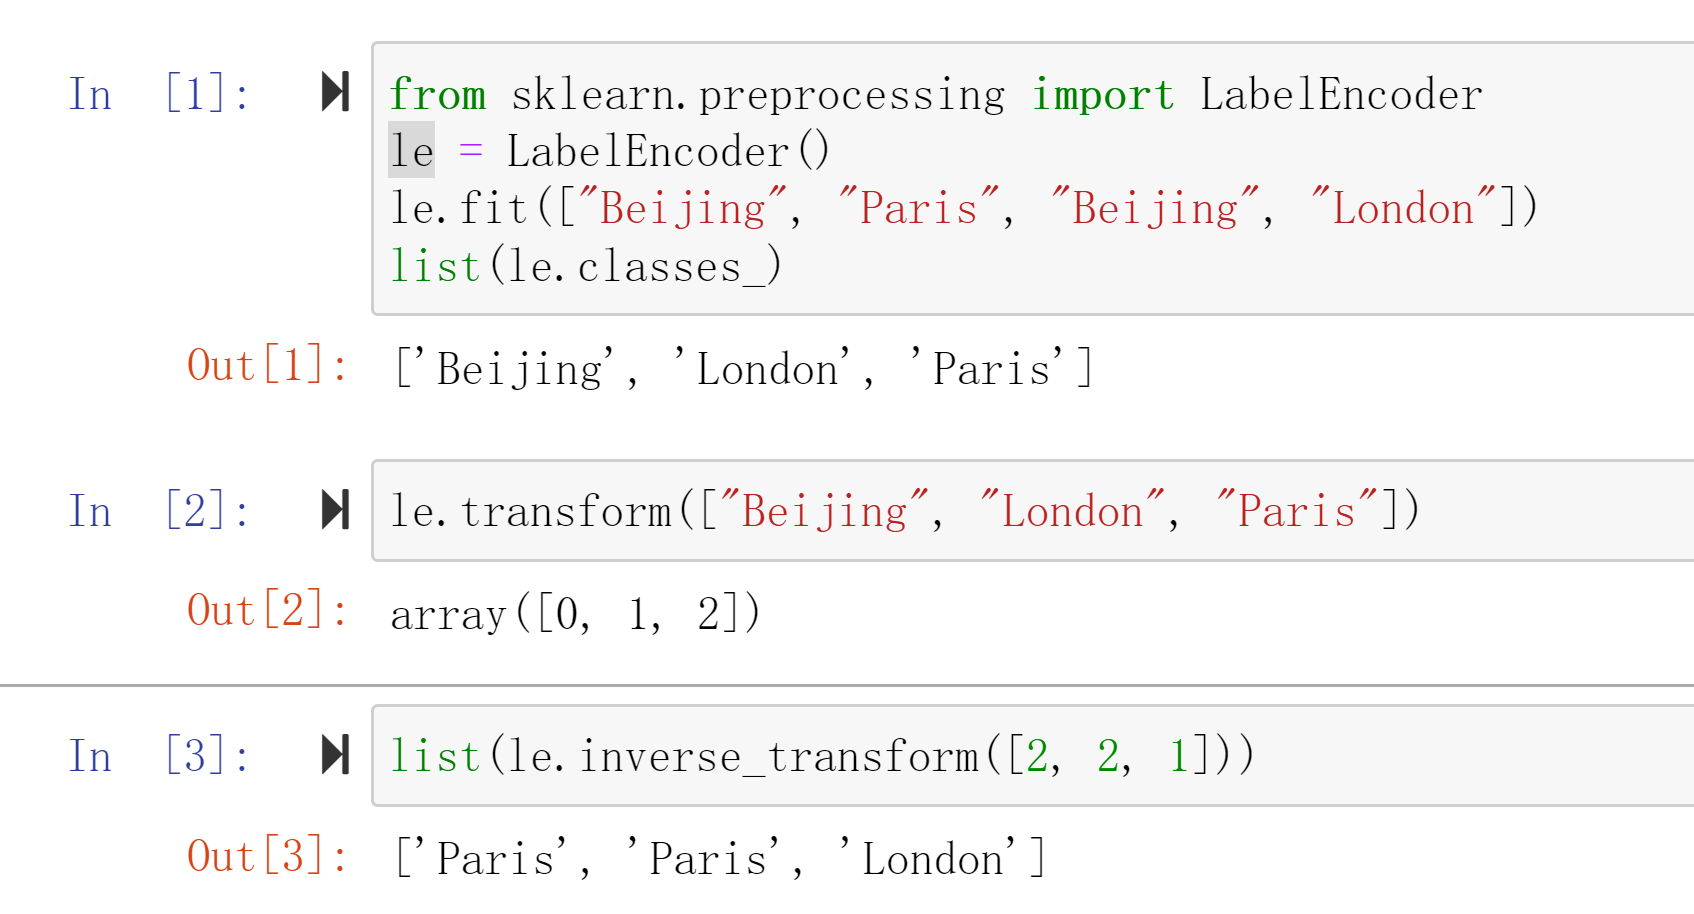 In [1]: from sklearn.preprocessing import LabelEncoder
le = LabelEncoder()
le.fit(["Beijing", "Paris", "Beijing", "London"])
list(le.classes_)
Out[1]: ['Beijing', 'London', 'Paris']
In [2]: le.transform(["Beijing", "London", "Paris"])
Out[2]: array([0, 1, 2])
In [3]: list(le.inverse_transform([2, 2, 1]))
Out[3]: ['Paris', 'Paris', 'London']